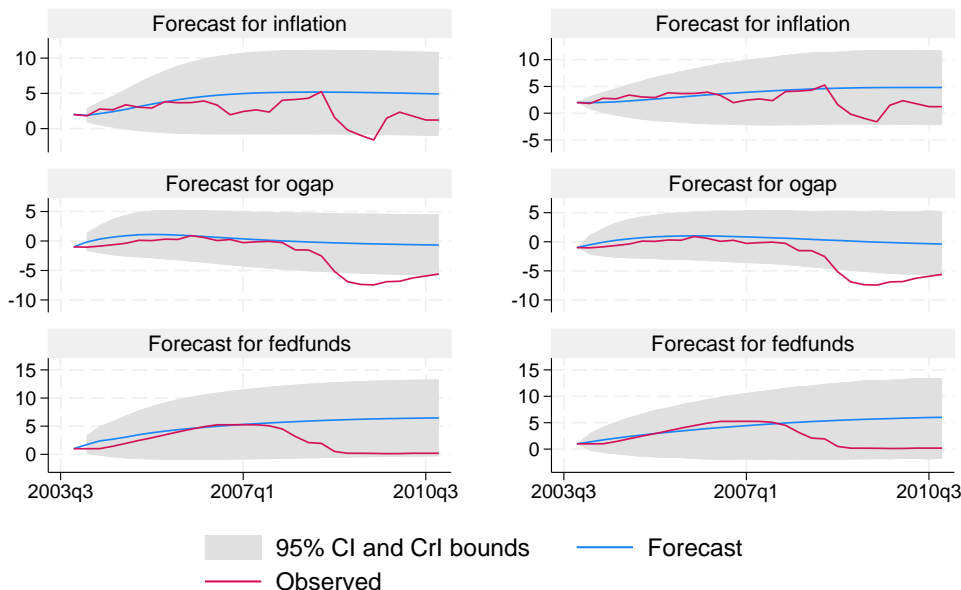 Forecast for inflation
10
5
0
Forecast for ogap
5
0
-5
-10
Forecast for fedfunds
15
10
5
0
2003q3 2007q1 2010q3
Forecast for inflation
10
5
0
-5
Forecast for ogap
5
0
-5
-10
Forecast for fedfunds
15
10
5
0
2003q3 2007q1 2010q3
95% CI and CrI bounds Forecast
Observed